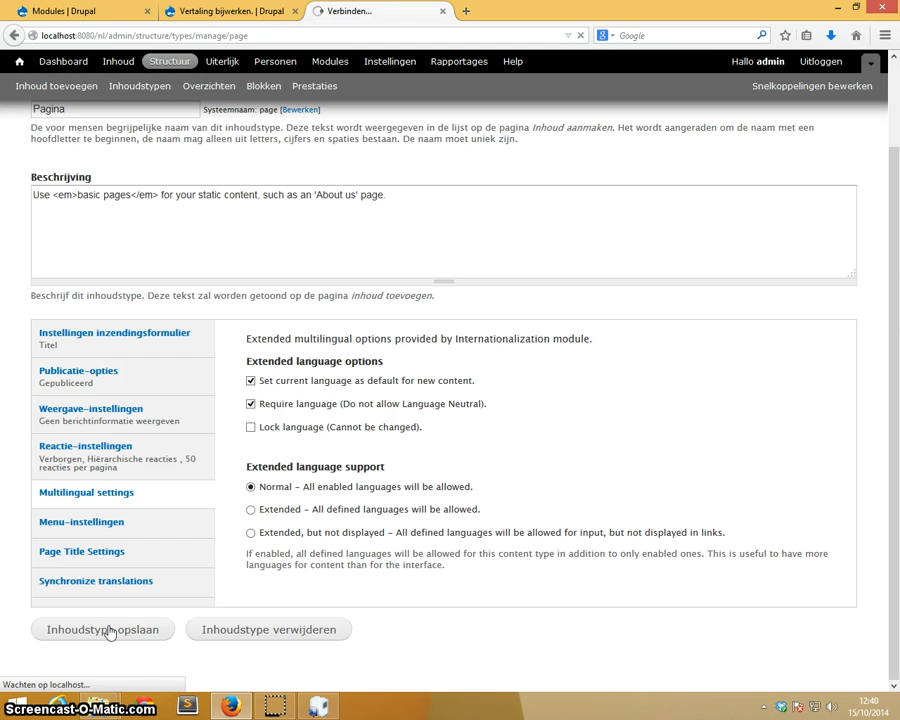 Modules | Drupal
Vertaling bijwerken. | Drupal
Verbinden...
localhost:8080/nl/admin/structure/types/manage/page
Google
Dashboard Inhoud Structuur Uiterlijk Personen Modules Instellingen Rapportages Help
Hallo admin Uitloggen
Inhoud toevoegen Inhoudstypen Overzichten Blokken Prestaties
Snelkoppelingen bewerken
Pagina
Systeemnaam: page [Bewerken]
De voor mensen begrijpelijke naam van dit inhoudstype. Deze tekst wordt weergegeven in de lijst op de pagina Inhoud aanmaken. Het wordt aangeraden om de naam met een
hoofdletter te beginnen, de naam mag alleen uit letters, cijfers en spaties bestaan. De naam moet uniek zijn.
Beschrijving
Use <em>basic pages</em> for your static content, such as an 'About us' page.
Beschrijf dit inhoudstype. Deze tekst zal worden getoond op de pagina inhoud toevoegen.
Instellingen inzendingsformulier
Titel
Publicatie-opties
Gepubliceerd
Weergave-instellingen
Geen berichtinformatie weergeven
Reactie-instellingen
Verborgen, Hiërarchische reacties , 50
reacties per pagina
Multilingual settings
Menu-instellingen
Page Title Settings
Synchronize translations
Extended multilingual options provided by Internationalization module.
Extended language options
Set current language as default for new content.
Require language (Do not allow Language Neutral).
Lock language (Cannot be changed).
Extended language support
Normal - All enabled languages will be allowed.
Extended - All defined languages will be allowed.
Extended, but not displayed - All defined languages will be allowed for input, but not displayed in links.
If enabled, all defined languages will be allowed for this content type in addition to only enabled ones. This is useful to have more
languages for content than for the interface.
Inhoudstype opslaan
Inhoudstype verwijderen
Wachten op localhost...
Screencast-O-Matic.com
12:40
15/10/2014